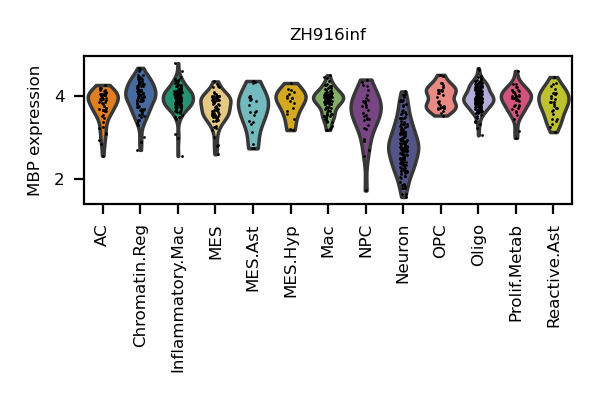 ZH916inf
MBP expression
4
2
AC
Chromatin.Reg
Inflammatory.Mac
MES
MES.Ast
MES.Hyp
Mac
NPC
Neuron
OPC
Oligo
Prolif.Metab
Reactive.Ast